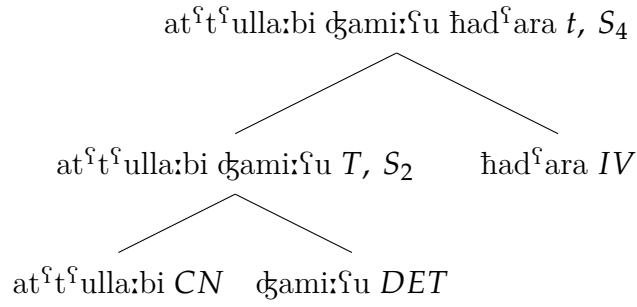 atˤtˤullaːbi ʤamiːʕu ħadˤara t, S₄
atˤtˤullaːbi ʤamiːʕu T, S₂ ħadˤara IV
atˤtˤullaːbi CN ʤamiːʕu DET